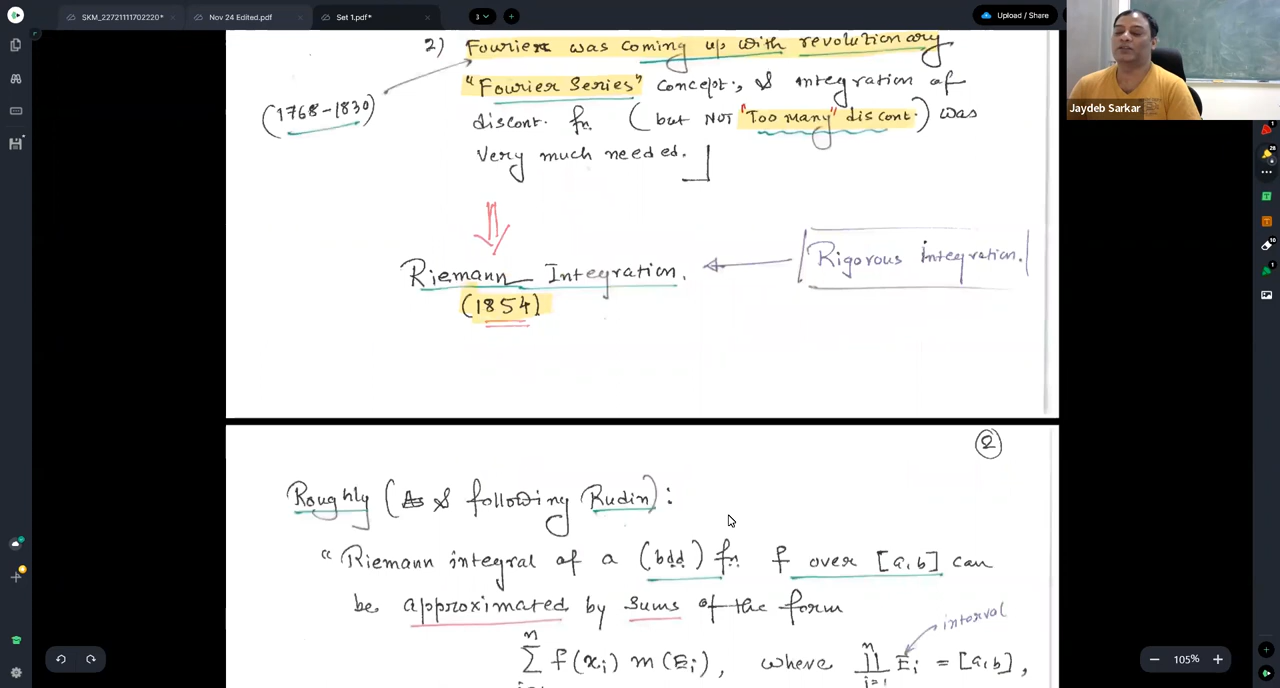 SKM_22721111702220*
Nov 24 Edited.pdf
Set 1.pdf*
3
Upload / Share
Jaydeb Sarkar
2) Fourier was coming up with revolutionary
(1768-1830)
"Fourier Series" concept; & integration of
discont. fn. (but NOT "Too many" discont.) was
very much needed.]
Riemann Integration.
Rigorous integration.
(1854)
2
Roughly (& following Rudin):
"Riemann integral of a (bdd) fn. f over [a,b] can
be approximated by sums of the form
interval
n n
∑ f(xi) m(Ei), where ∐ Ei = [a,b],
i=1
105%